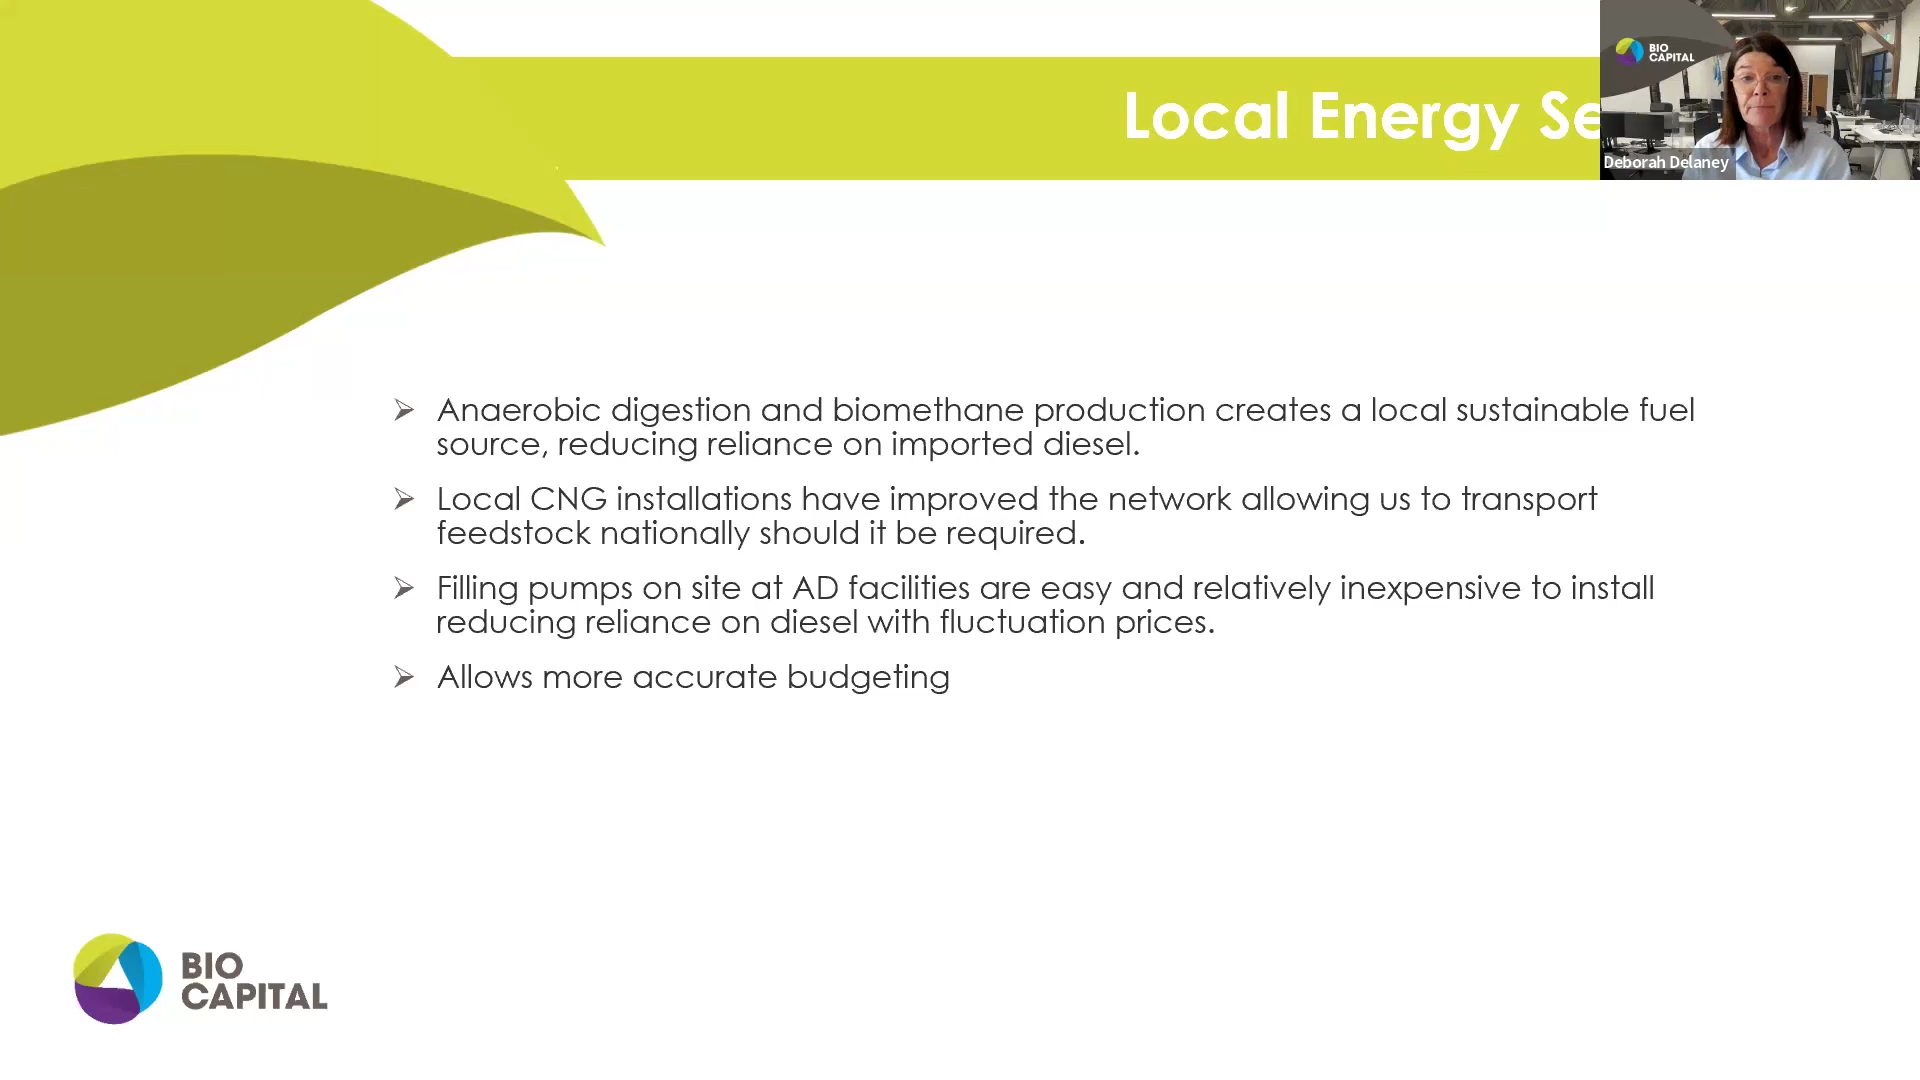 Local Energy Se
BIO
CAPITAL
Deborah Delaney
➢ Anaerobic digestion and biomethane production creates a local sustainable fuel
source, reducing reliance on imported diesel.
➢ Local CNG installations have improved the network allowing us to transport
feedstock nationally should it be required.
➢ Filling pumps on site at AD facilities are easy and relatively inexpensive to install
reducing reliance on diesel with fluctuation prices.
➢ Allows more accurate budgeting
BIO
CAPITAL